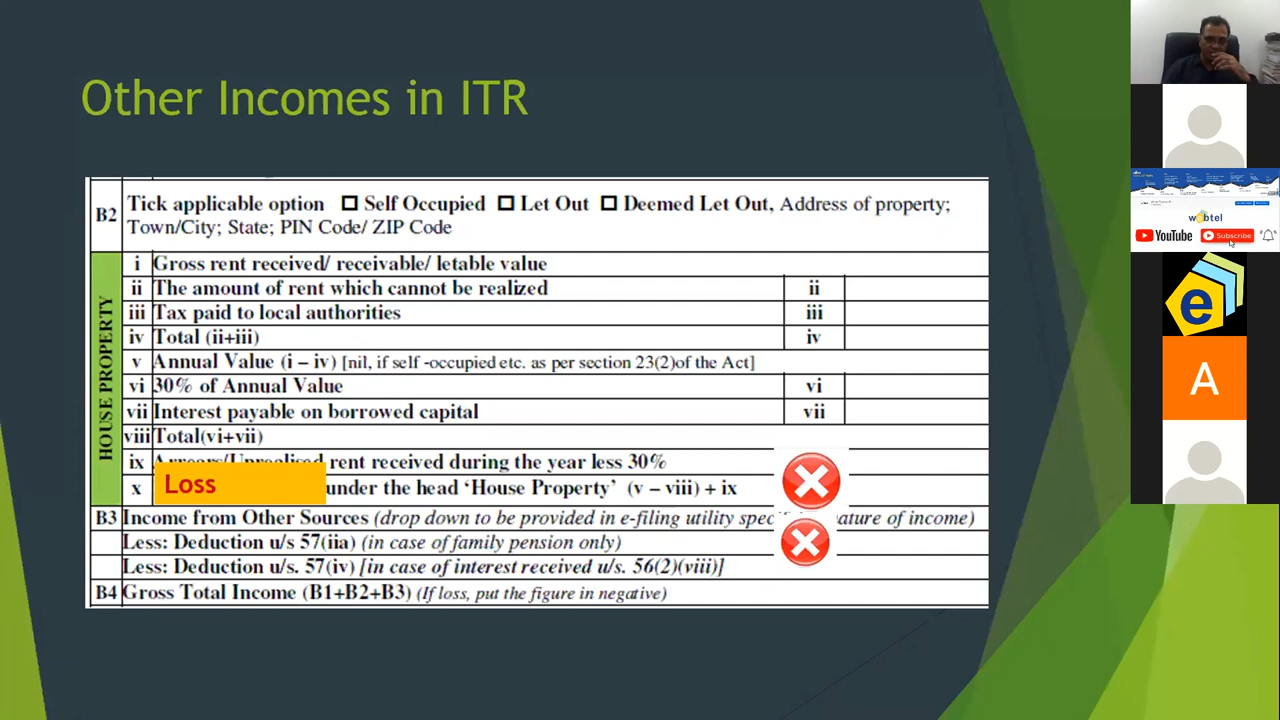 Other Incomes in ITR
B2 Tick applicable option Self Occupied Let Out Deemed Let Out, Address of property;
Town/City; State; PIN Code/ ZIP Code
HOUSE PROPERTY
i Gross rent received/ receivable/ letable value
ii The amount of rent which cannot be realized ii
iii Tax paid to local authorities iii
iv Total (ii+iii) iv
v Annual Value (i – iv) [nil, if self -occupied etc. as per section 23(2)of the Act]
vi 30% of Annual Value vi
vii Interest payable on borrowed capital vii
viii Total(vi+vii)
ix Arrears/Unrealised rent received during the year less 30%
x Loss under the head ‘House Property’ (v – viii) + ix
B3 Income from Other Sources (drop down to be provided in e-filing utility nature of income)
Less: Deduction u/s 57(iia) (in case of family pension only)
Less: Deduction u/s. 57(iv) [in case of interest received u/s. 56(2)(viii)]
B4 Gross Total Income (B1+B2+B3) (If loss, put the figure in negative)
webtel
YouTube Subscribe
e
A